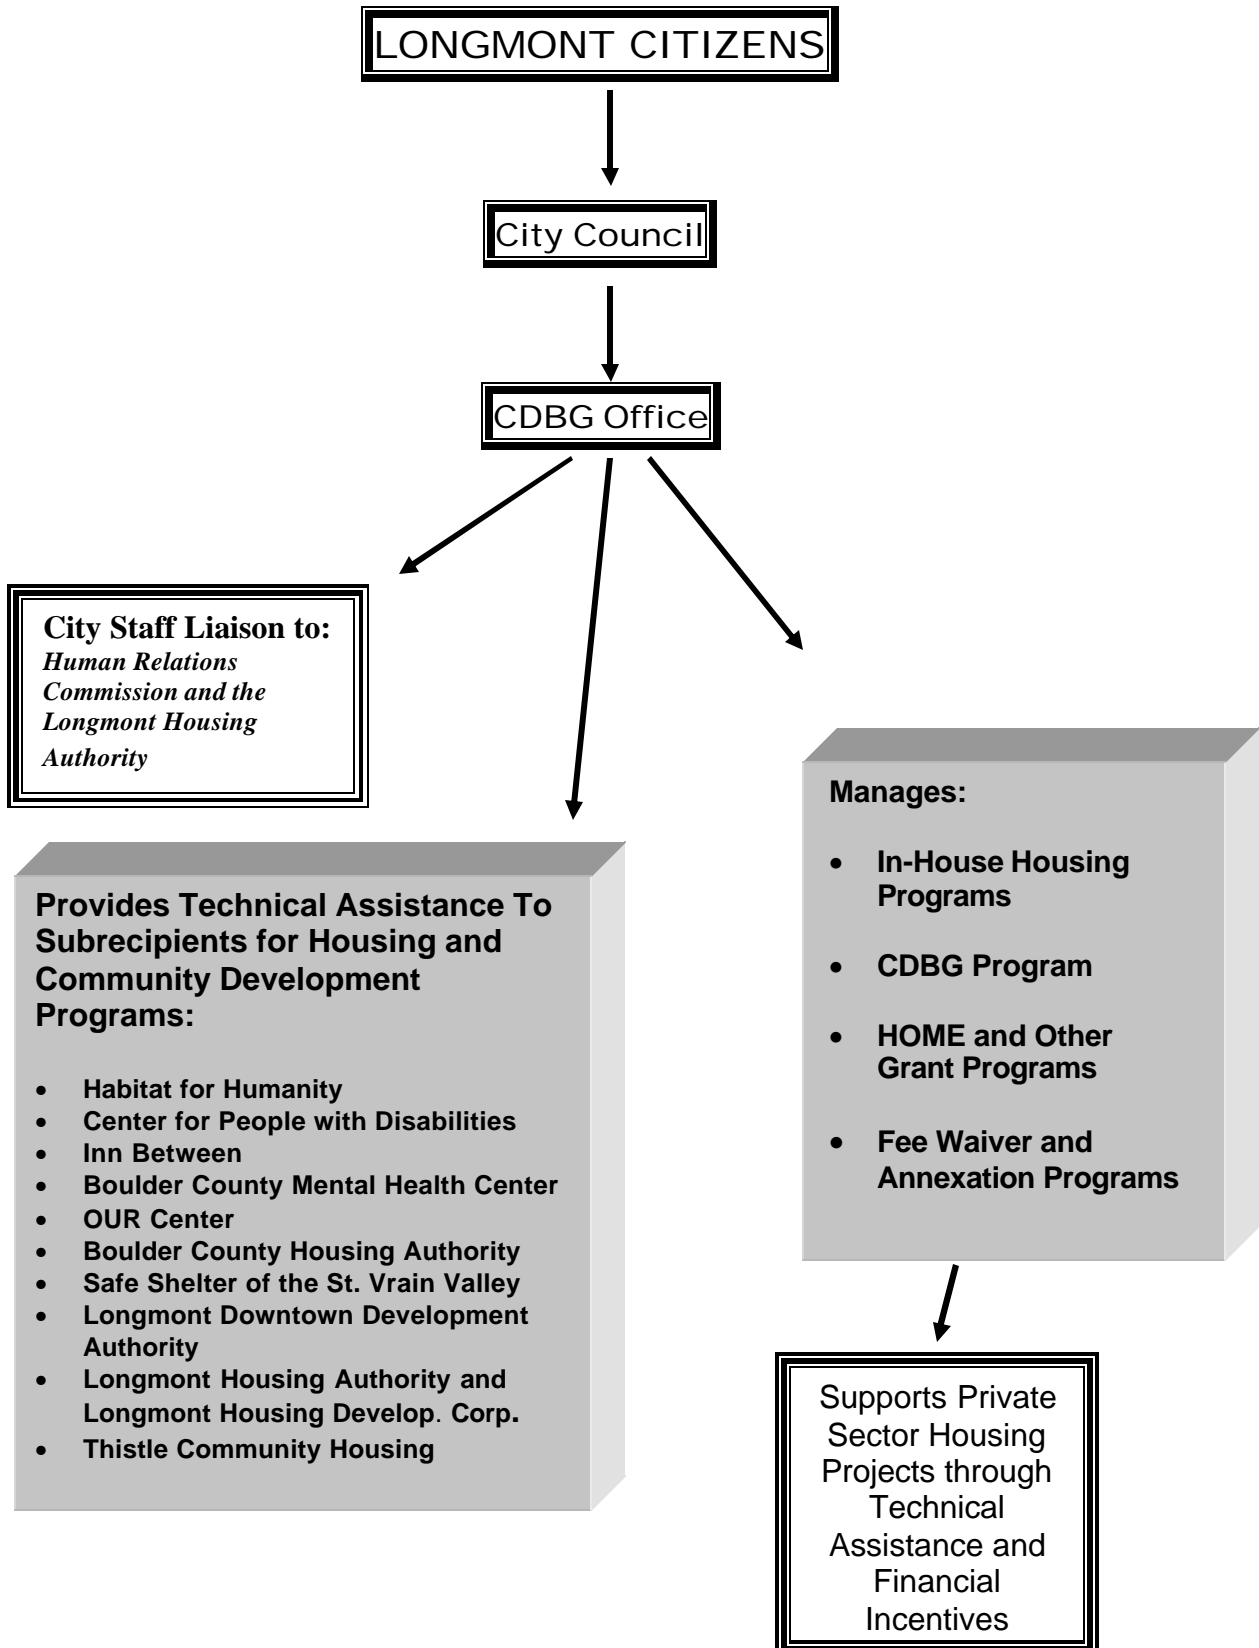 LONGMONT CITIZENS
City Council
CDBG Office
City Staff Liaison to:
Human Relations
Commission and the
Longmont Housing
Authority
Provides Technical Assistance To
Subrecipients for Housing and
Community Development
Programs:
• Habitat for Humanity
• Center for People with Disabilities
• Inn Between
• Boulder County Mental Health Center
• OUR Center
• Boulder County Housing Authority
• Safe Shelter of the St. Vrain Valley
• Longmont Downtown Development
Authority
• Longmont Housing Authority and
Longmont Housing Develop. Corp.
• Thistle Community Housing
Manages:
• In-House Housing
Programs
• CDBG Program
• HOME and Other
Grant Programs
• Fee Waiver and
Annexation Programs
Supports Private
Sector Housing
Projects through
Technical
Assistance and
Financial
Incentives